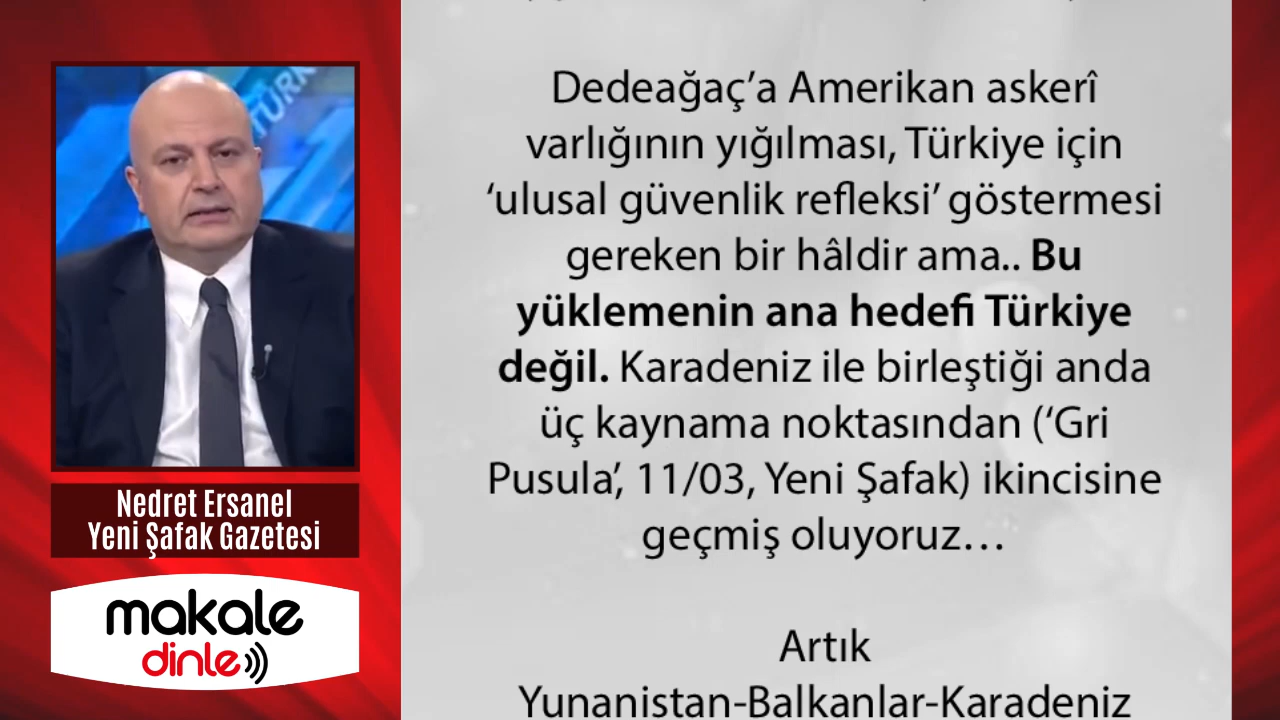 TÜRK
Nedret Ersanel
Yeni Şafak Gazetesi
makale
dinle
Dedeağaç’a Amerikan askerî
varlığının yığılması, Türkiye için
‘ulusal güvenlik refleksi’ göstermesi
gereken bir hâldir ama.. Bu
yüklemenin ana hedefi Türkiye
değil. Karadeniz ile birleştiği anda
üç kaynama noktasından (‘Gri
Pusula’, 11/03, Yeni Şafak) ikincisine
geçmiş oluyoruz…
Artık
Yunanistan-Balkanlar-Karadeniz